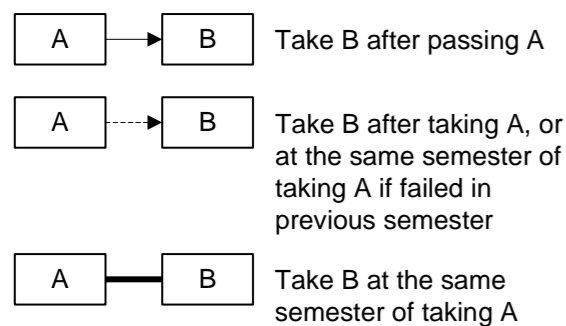 A B Take B after passing A
A B Take B after taking A, or
at the same semester of
taking A if failed in
previous semester
A B Take B at the same
semester of taking A